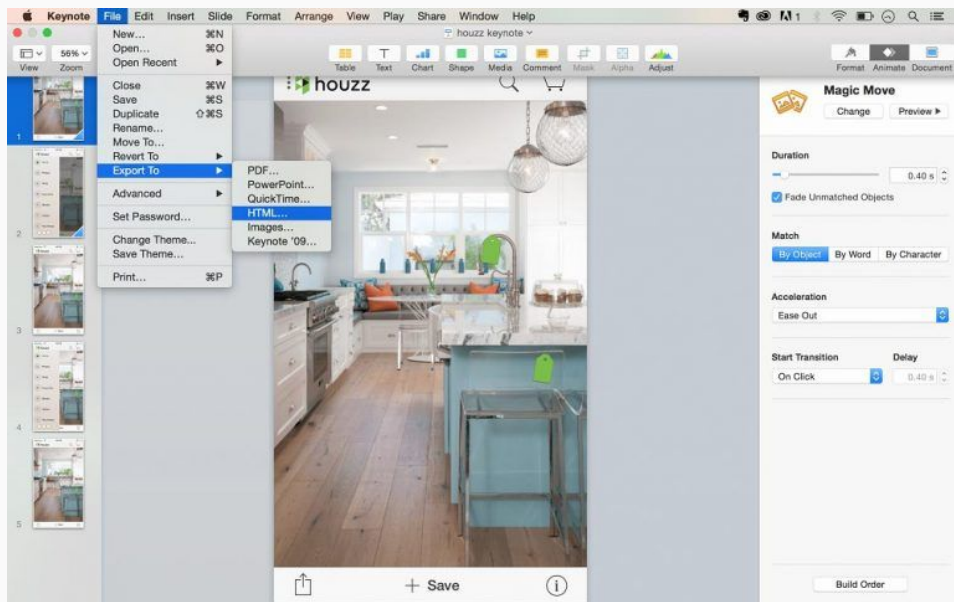 Keynote File Edit Insert Slide Format Arrange View Play Share Window Help 1
houzz keynote
56%
View Zoom
Table Text Chart Shape Media Comment Mask Alpha Adjust
Format Animate Document
New... ⌘N
Open... ⌘O
Open Recent
Close ⌘W
Save ⌘S
Duplicate ⇧⌘S
Rename...
Move To...
Revert To
Export To
Advanced
Set Password...
Change Theme...
Save Theme...
Print... ⌘P
PDF...
PowerPoint...
QuickTime...
HTML...
Images...
Keynote '09...
1
2
3
4
5
houzz
+ Save
Magic Move
Change Preview
Duration
0.40 s
Fade Unmatched Objects
Match
By Object By Word By Character
Acceleration
Ease Out
Start Transition Delay
On Click 0.40 s
Build Order